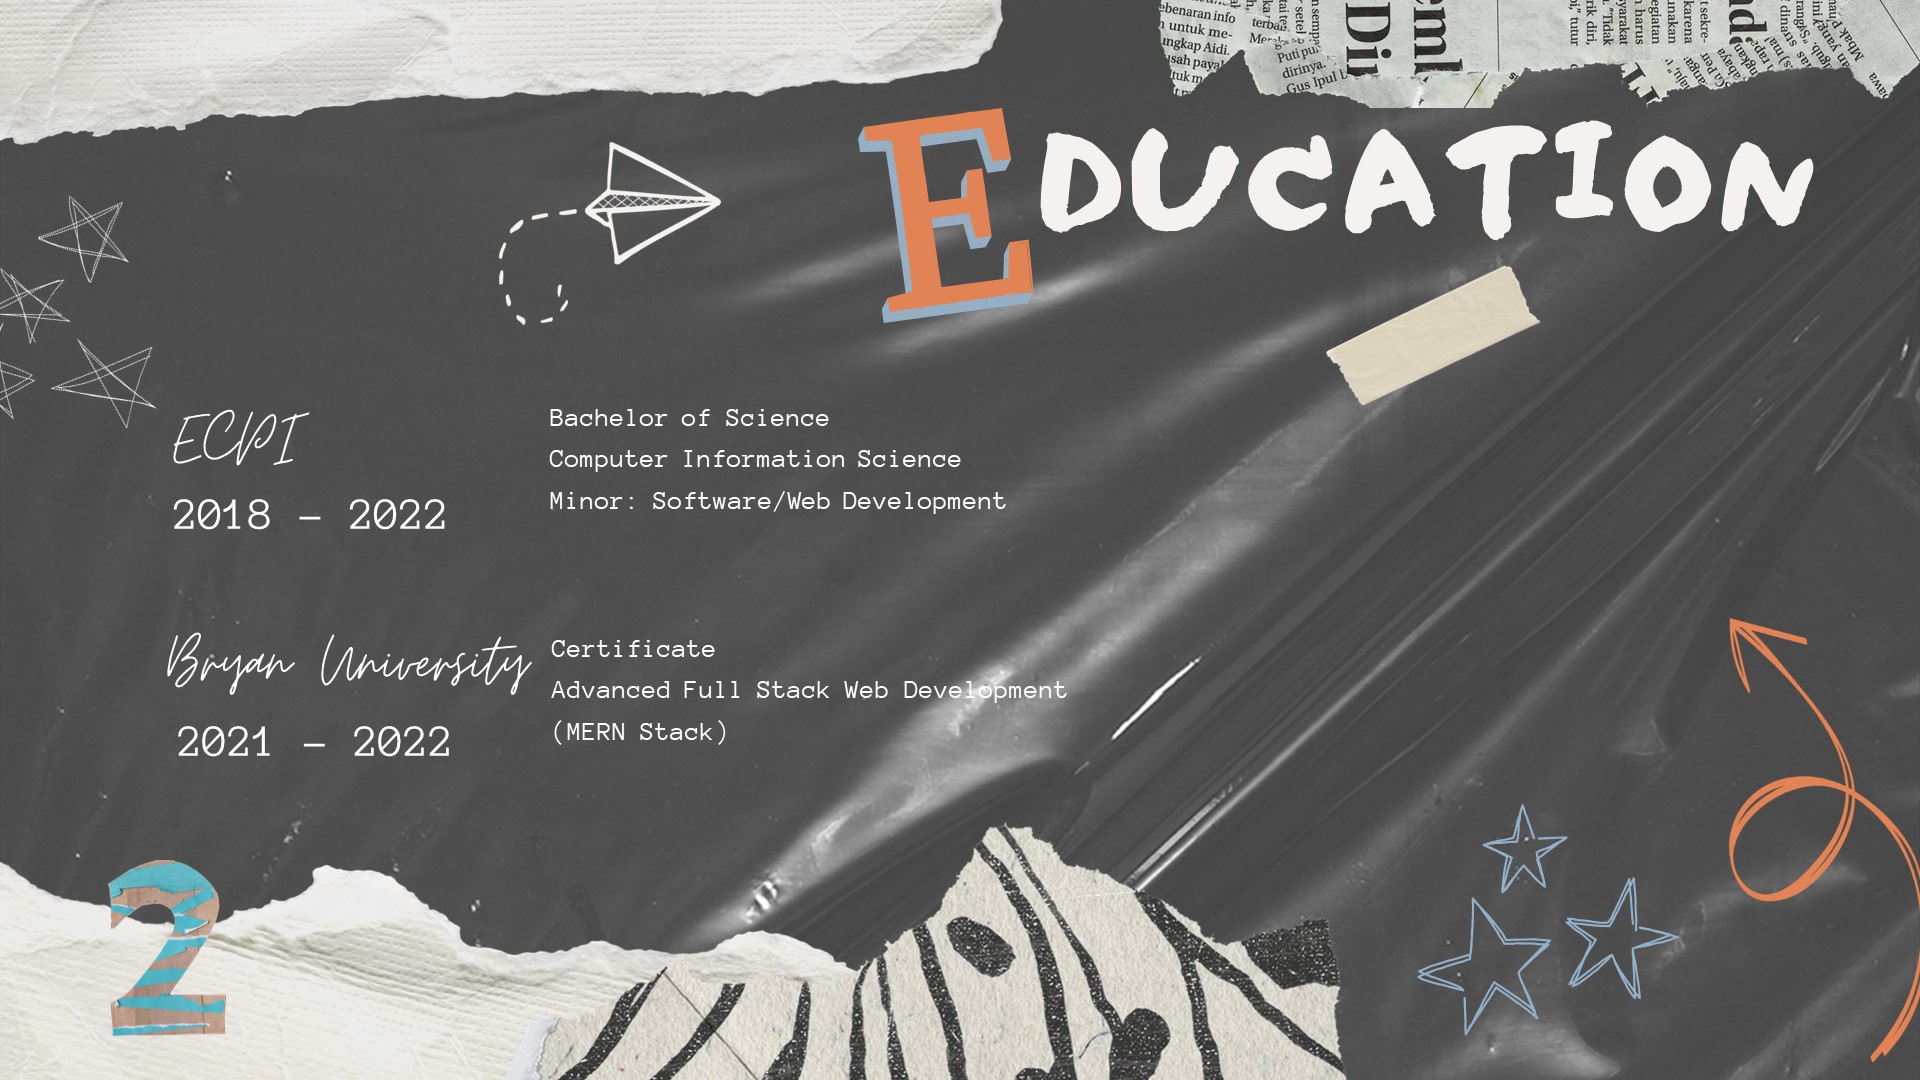 EDUCATION
ECPI
2018 – 2022
Bachelor of Science
Computer Information Science
Minor: Software/Web Development
Bryan University
2021 – 2022
Certificate
Advanced Full Stack Web Development
(MERN Stack)
2